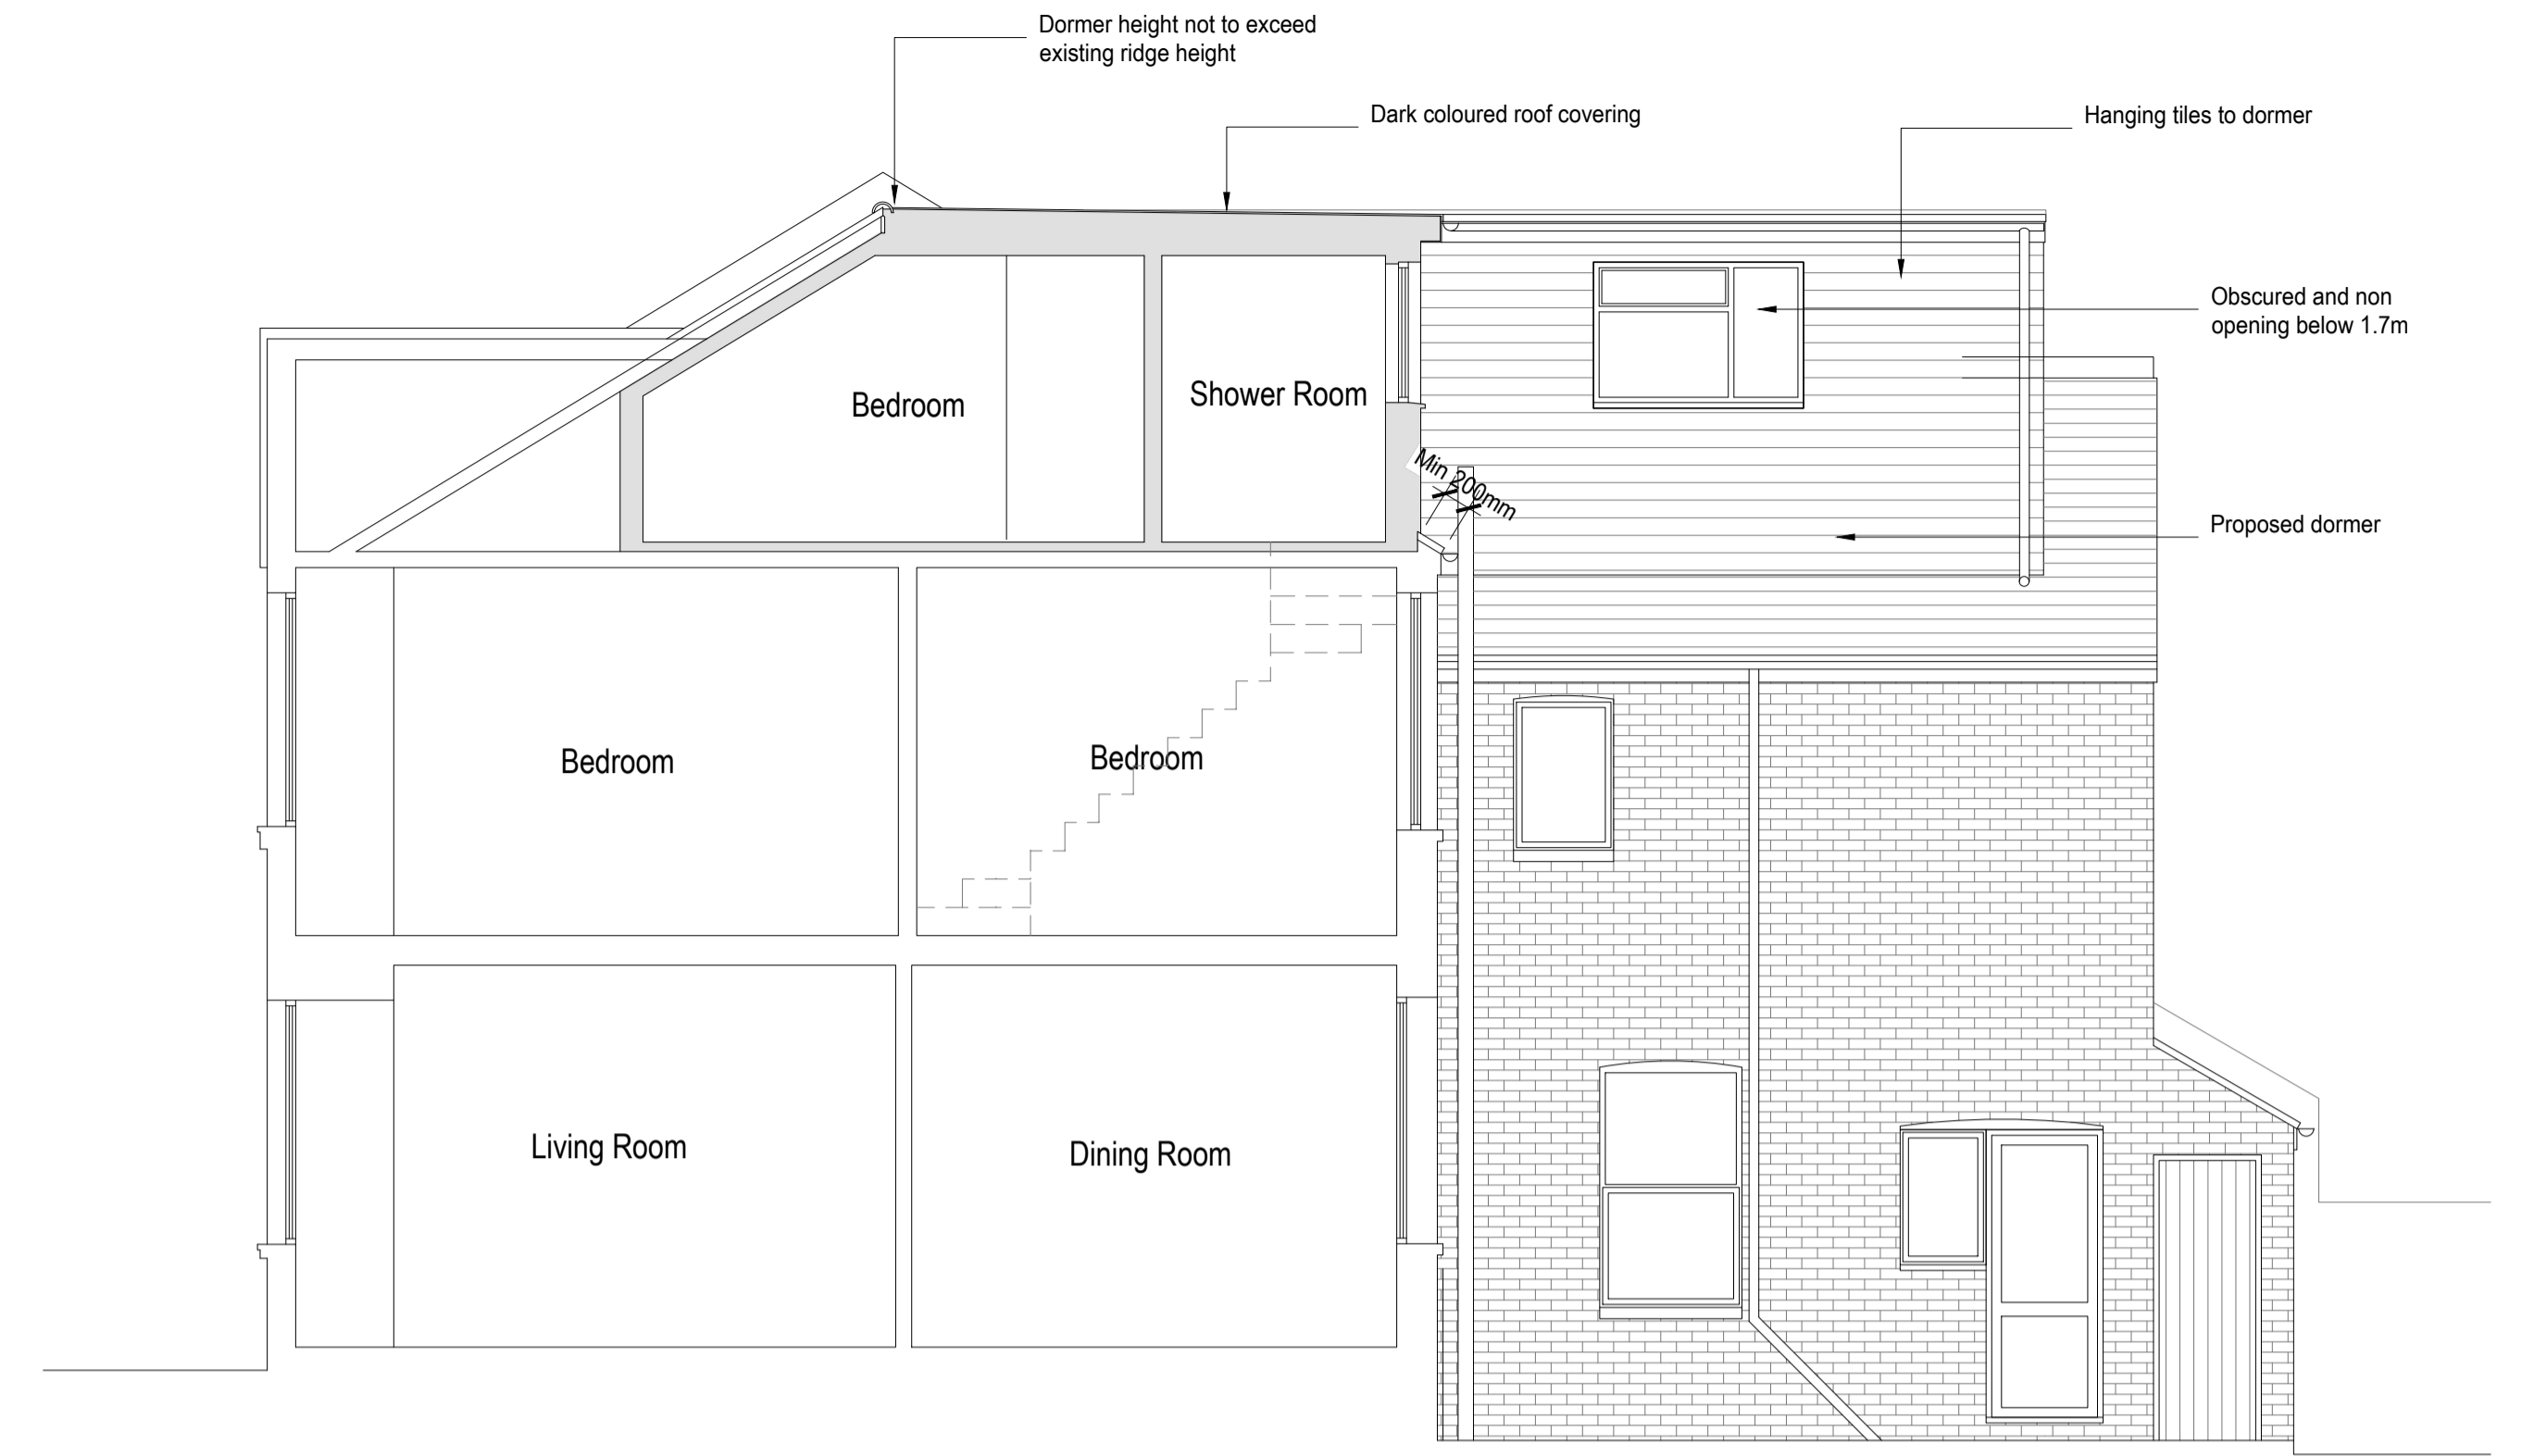 Dormer height not to exceed
existing ridge height
Dark coloured roof covering
Hanging tiles to dormer
Obscured and non
opening below 1.7m
Bedroom
Shower Room
Min 200mm
Proposed dormer
Bedroom
Bedroom
Living Room
Dining Room